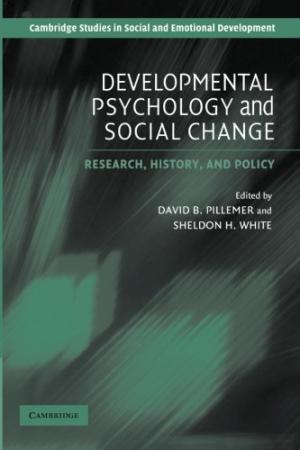 Cambridge Studies in Social and Emotional Development
DEVELOPMENTAL
PSYCHOLOGY and
SOCIAL CHANGE
RESEARCH, HISTORY, AND POLICY
Edited by
DAVID B. PILLEMER and
SHELDON H. WHITE
CAMBRIDGE